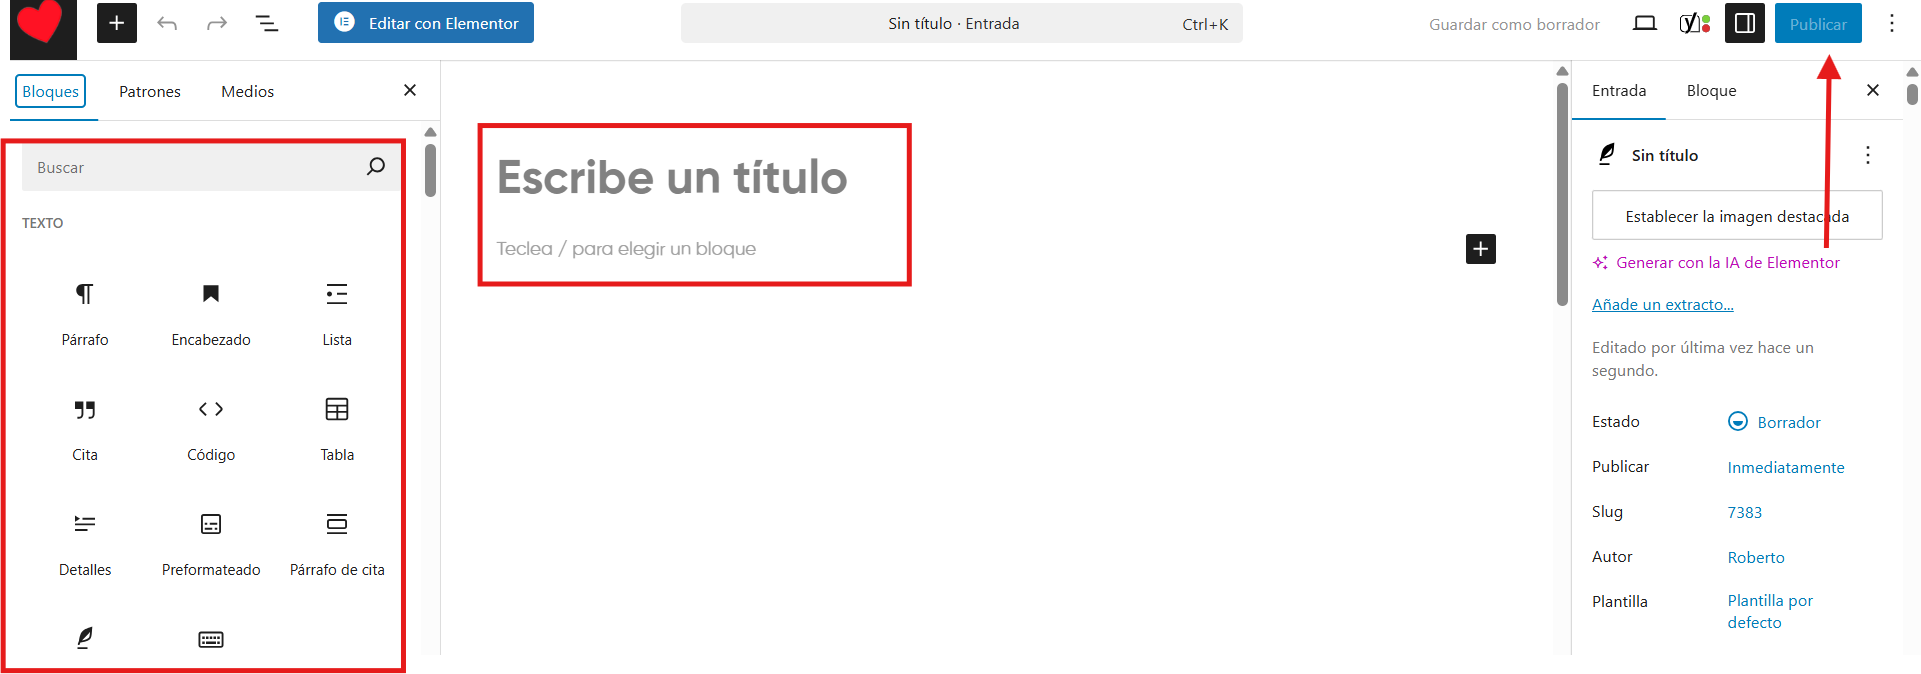 Editar con Elementor
Sin título · Entrada
Ctrl+K
Guardar como borrador
Publicar
Bloques
Patrones
Medios
Buscar
TEXTO
Párrafo
Encabezado
Lista
Cita
Código
Tabla
Detalles
Preformateado
Párrafo de cita
Escribe un título
Teclea / para elegir un bloque
Entrada
Bloque
Sin título
Establecer la imagen destacada
Generar con la IA de Elementor
Añade un extracto...
Editado por última vez hace un
segundo.
Estado
Borrador
Publicar
Inmediatamente
Slug
7383
Autor
Roberto
Plantilla
Plantilla por
defecto